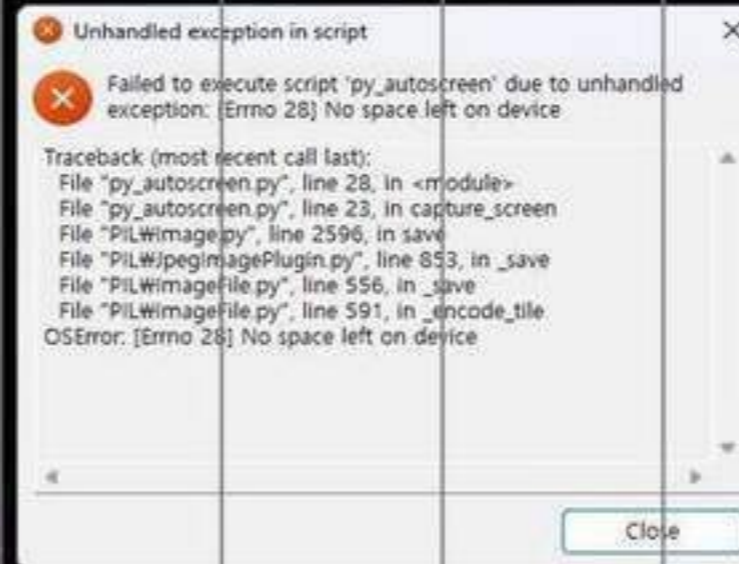 Unhandled exception in script
Failed to execute script 'py_autoscreen' due to unhandled
exception: [Errno 28] No space left on device
Traceback (most recent call last):
File "py_autoscreen.py", line 28, in <module>
File "py_autoscreen.py", line 23, in capture_screen
File "PIL₩Image.py", line 2596, in save
File "PIL₩JpegImagePlugin.py", line 853, in _save
File "PIL₩ImageFile.py", line 556, in _save
File "PIL₩ImageFile.py", line 591, in _encode_tile
OSError: [Errno 28] No space left on device
Close